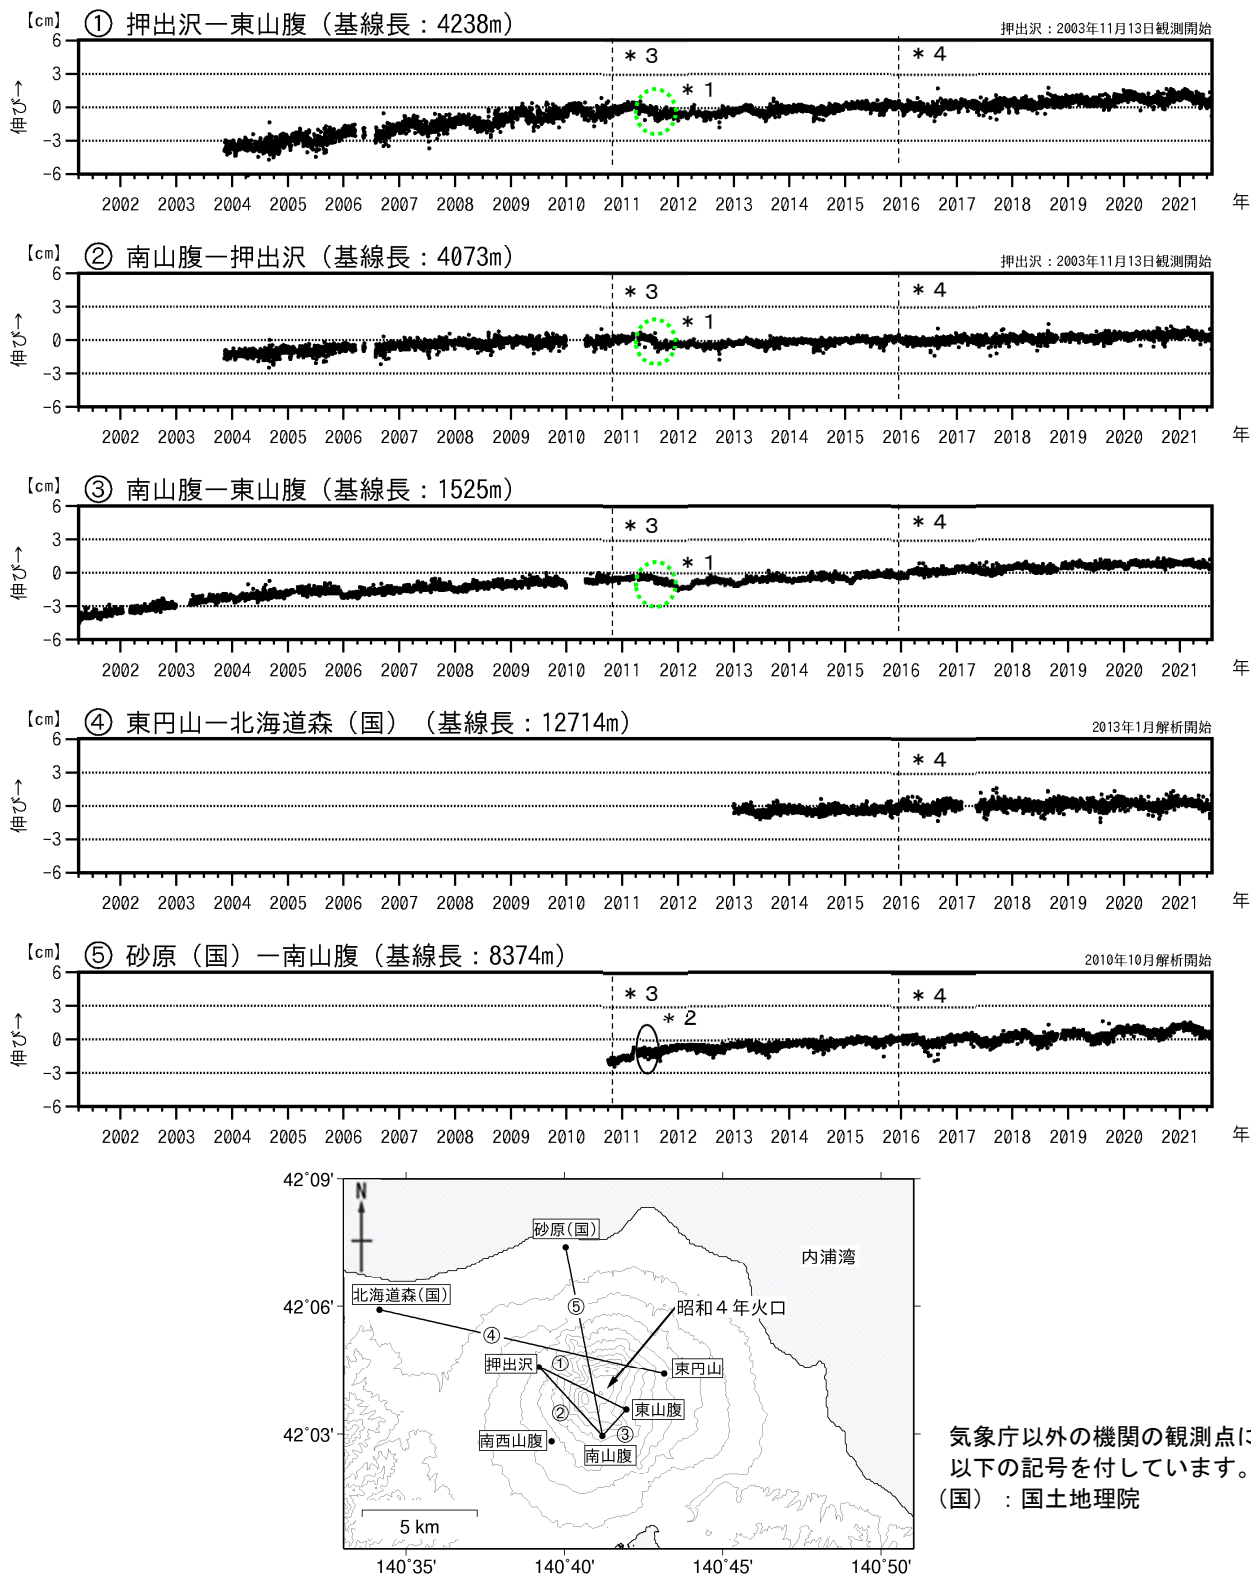 【cm】 ① 押出沢ー東山腹（基線長：4238m） 押出沢：2003年11月13日観測開始
6
3
0
-3
-6
伸び→
＊3
＊4
＊1
2002 2003 2004 2005 2006 2007 2008 2009 2010 2011 2012 2013 2014 2015 2016 2017 2018 2019 2020 2021 年
【cm】 ② 南山腹ー押出沢（基線長：4073m） 押出沢：2003年11月13日観測開始
6
3
0
-3
-6
伸び→
＊3
＊4
＊1
2002 2003 2004 2005 2006 2007 2008 2009 2010 2011 2012 2013 2014 2015 2016 2017 2018 2019 2020 2021 年
【cm】 ③ 南山腹ー東山腹（基線長：1525m）
6
3
0
-3
-6
伸び→
＊3
＊4
＊1
2002 2003 2004 2005 2006 2007 2008 2009 2010 2011 2012 2013 2014 2015 2016 2017 2018 2019 2020 2021 年
【cm】 ④ 東円山ー北海道森（国）（基線長：12714m） 2013年1月解析開始
6
3
0
-3
-6
伸び→
＊4
2002 2003 2004 2005 2006 2007 2008 2009 2010 2011 2012 2013 2014 2015 2016 2017 2018 2019 2020 2021 年
【cm】 ⑤ 砂原（国）ー南山腹（基線長：8374m） 2010年10月解析開始
6
3
0
-3
-6
伸び→
＊3
＊4
＊2
2002 2003 2004 2005 2006 2007 2008 2009 2010 2011 2012 2013 2014 2015 2016 2017 2018 2019 2020 2021 年
42°09'
N
砂原(国)
内浦湾
北海道森(国)
42°06'
⑤
昭和４年火口
④
押出沢
①
東円山
②
東山腹
42°03'
南西山腹
③
南山腹
5 km
140°35' 140°40' 140°45' 140°50'
気象庁以外の機関の観測点に
以下の記号を付しています。
（国）：国土地理院